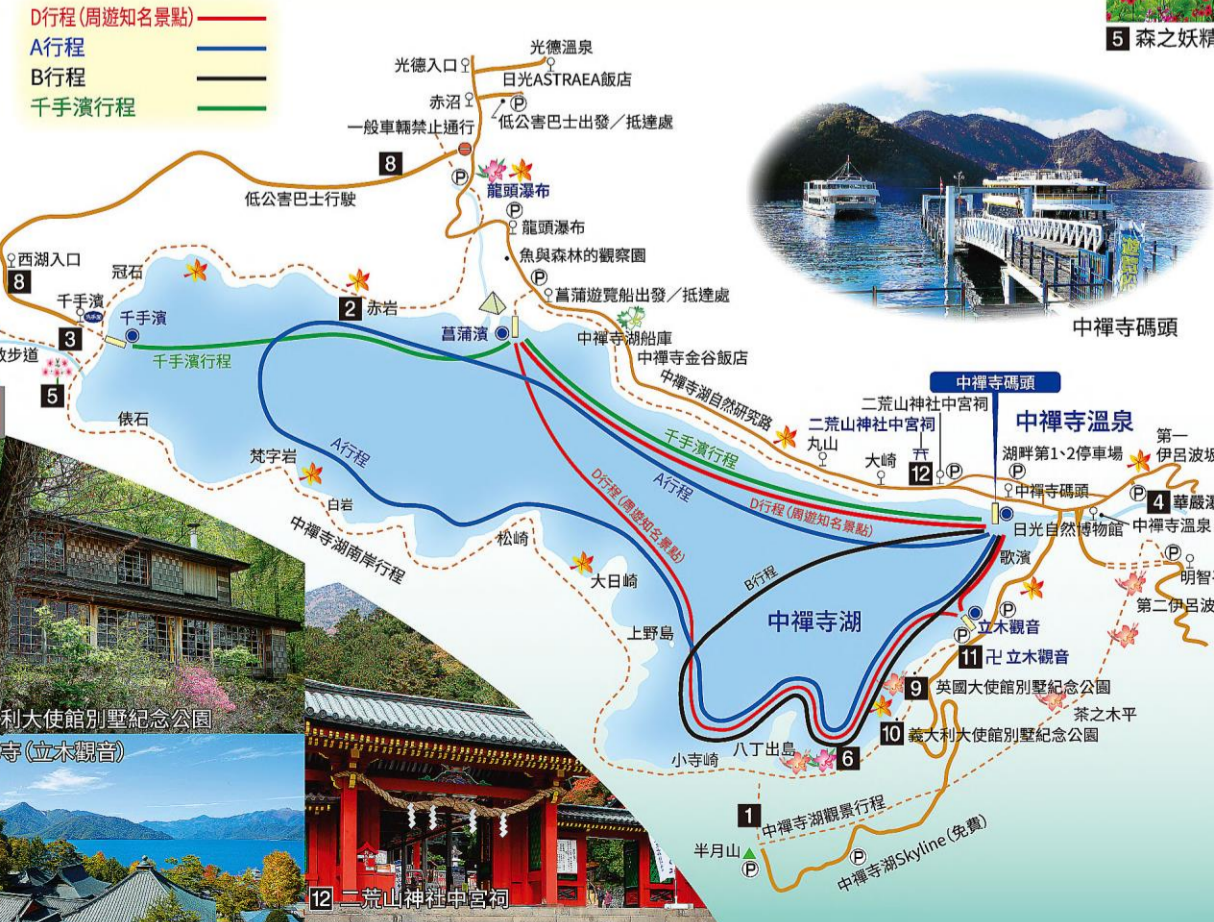 D行程(周遊知名景點)
A行程
B行程
千手濱行程
5 森之妖精
光德溫泉
光德入口
日光ASTRAEA飯店
赤沼
P
低公害巴士出發／抵達處
一般車輛禁止通行
8
P
龍頭瀑布
低公害巴士行駛
P
龍頭瀑布
魚與森林的觀察園
西湖入口
8
冠石
P
菖蒲遊覽船出發／抵達處
2 赤岩
千手濱
千手濱
3
菖蒲濱
中禪寺湖船庫
中禪寺金谷飯店
中禪寺碼頭
散步道
千手濱行程
5
中禪寺湖自然研究路
中禪寺碼頭
二荒山神社中宮祠
二荒山神社中宮祠
中禪寺溫泉
俵石
丸山
大崎
12
P
湖畔第1、2停車場
P
第一
伊呂波坂
梵字岩
A行程
千手濱行程
A行程
D行程(周遊知名景點)
中禪寺碼頭
P
4 華嚴瀑
白岩
日光自然博物館
中禪寺溫泉
中禪寺湖南岸行程
松崎
D行程(周遊知名景點)
歌濱
P
明智平
大日崎
B行程
第二伊呂波
中禪寺湖
P
立木觀音
上野島
P
11 卍 立木觀音
9 英國大使館別墅紀念公園
茶之木平
利大使館別墅紀念公園
10 義大利大使館別墅紀念公園
寺(立木觀音)
八丁出島
6
小寺崎
1
中禪寺湖觀景行程
半月山
P
P
中禪寺湖Skyline(免費)
12 二荒山神社中宮祠